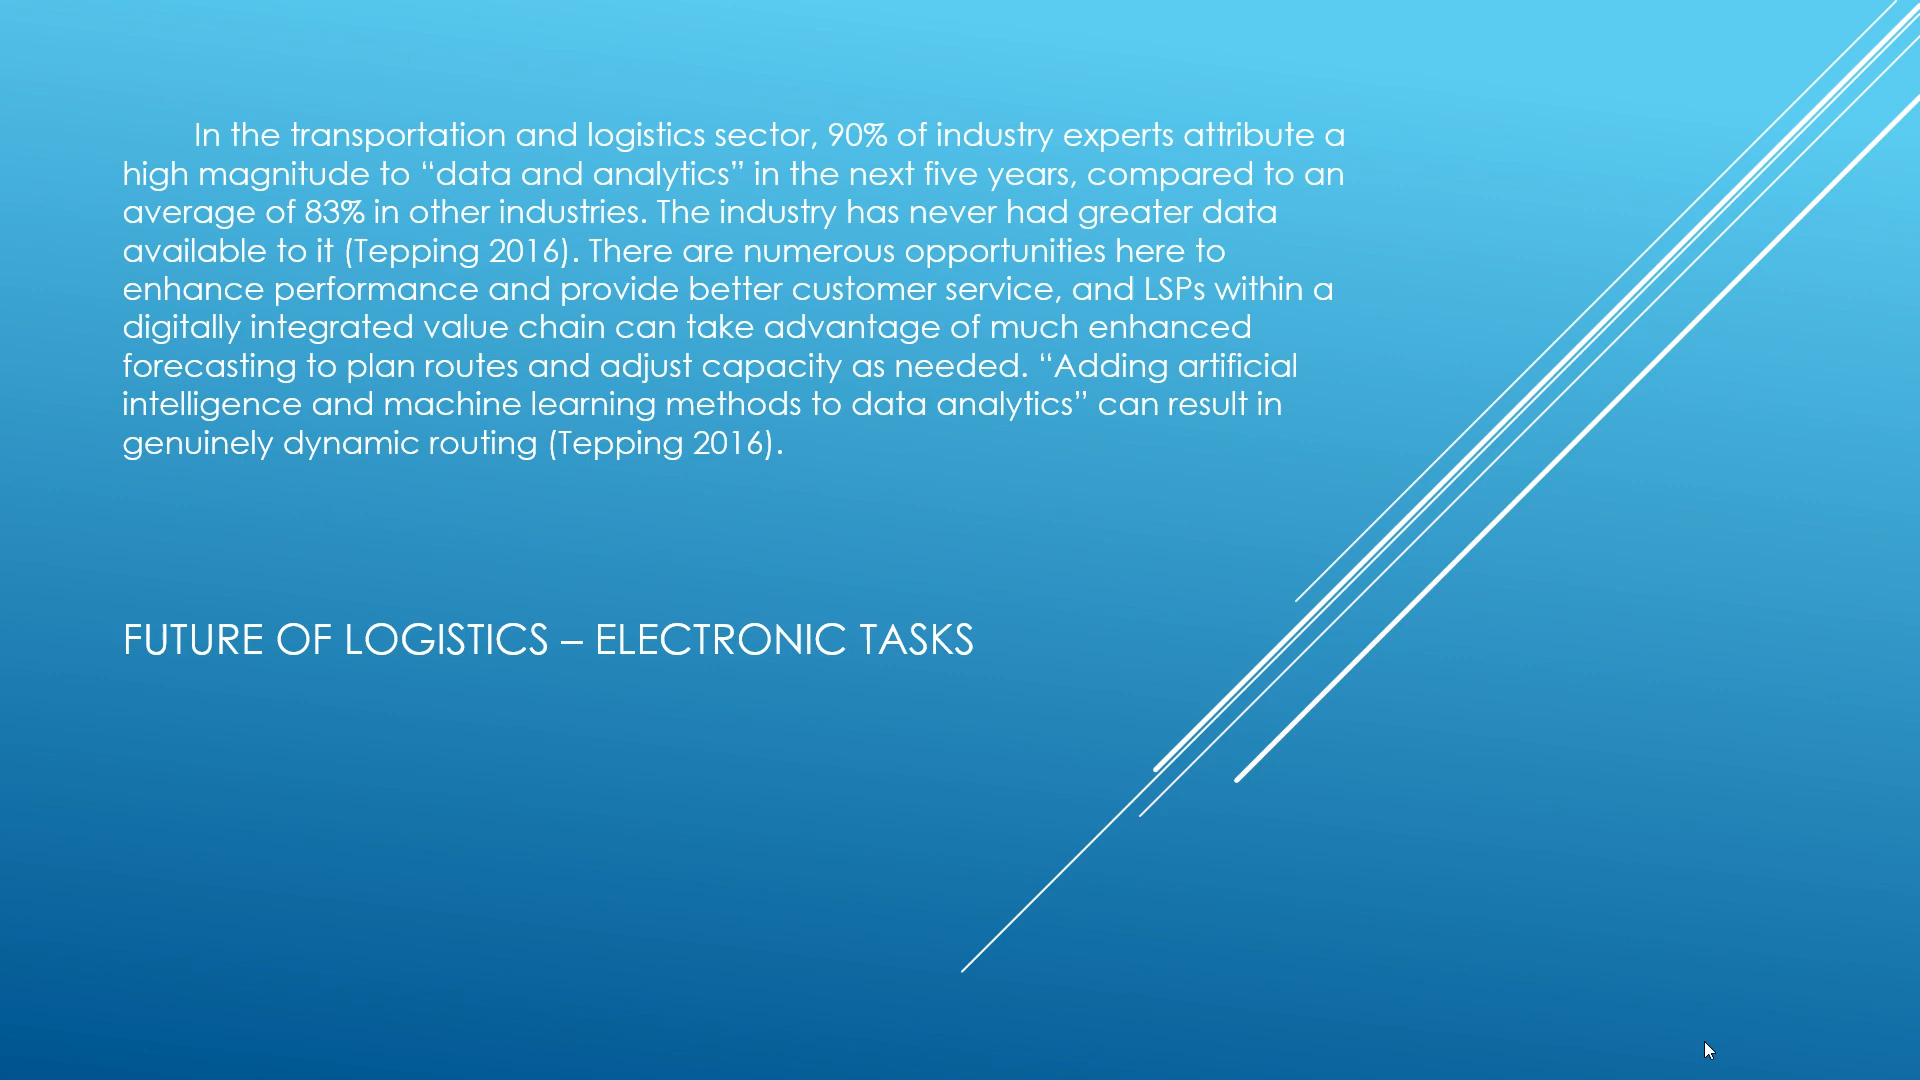 In the transportation and logistics sector, 90% of industry experts attribute a
high magnitude to “data and analytics” in the next five years, compared to an
average of 83% in other industries. The industry has never had greater data
available to it (Tepping 2016). There are numerous opportunities here to
enhance performance and provide better customer service, and LSPs within a
digitally integrated value chain can take advantage of much enhanced
forecasting to plan routes and adjust capacity as needed. “Adding artificial
intelligence and machine learning methods to data analytics” can result in
genuinely dynamic routing (Tepping 2016).
FUTURE OF LOGISTICS – ELECTRONIC TASKS